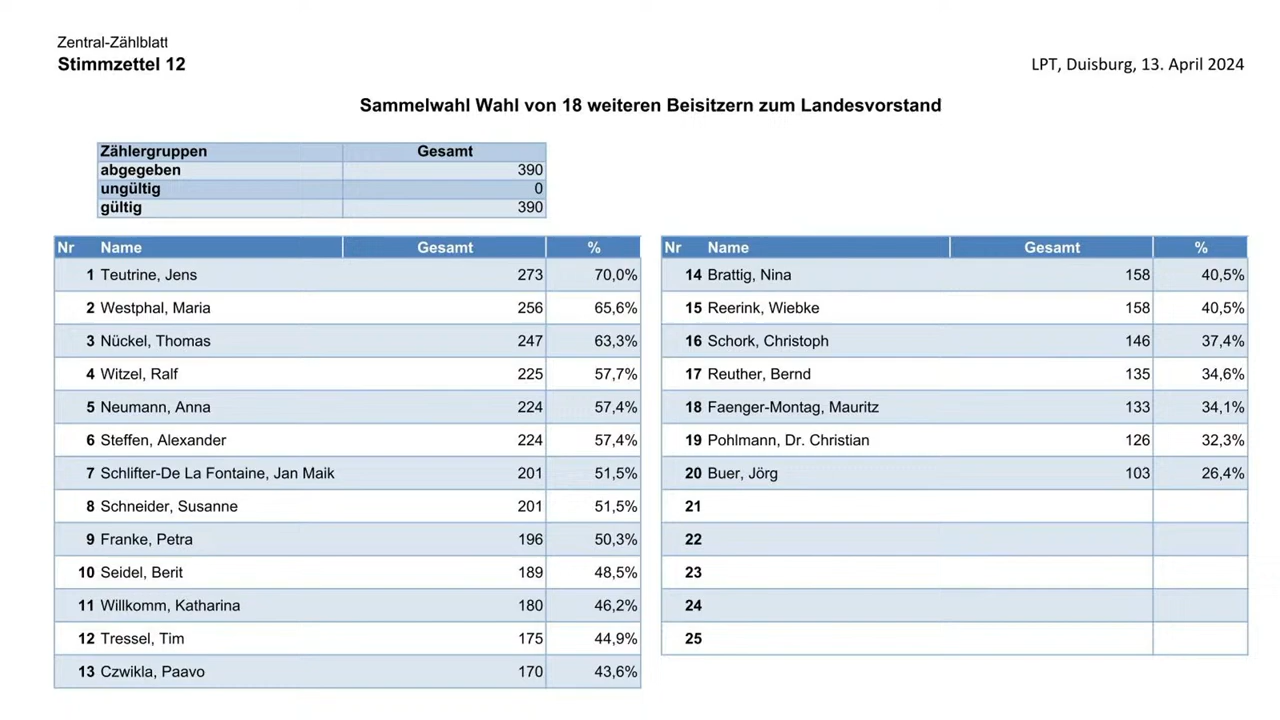 Zentral-Zählblatt
Stimmzettel 12
LPT, Duisburg, 13. April 2024
Sammelwahl Wahl von 18 weiteren Beisitzern zum Landesvorstand
Zählergruppen Gesamt
abgegeben 390
ungültig 0
gültig 390
Nr Name Gesamt %
1 Teutrine, Jens 273 70,0%
2 Westphal, Maria 256 65,6%
3 Nückel, Thomas 247 63,3%
4 Witzel, Ralf 225 57,7%
5 Neumann, Anna 224 57,4%
6 Steffen, Alexander 224 57,4%
7 Schlifter-De La Fontaine, Jan Maik 201 51,5%
8 Schneider, Susanne 201 51,5%
9 Franke, Petra 196 50,3%
10 Seidel, Berit 189 48,5%
11 Willkomm, Katharina 180 46,2%
12 Tressel, Tim 175 44,9%
13 Czwikla, Paavo 170 43,6%
Nr Name Gesamt %
14 Brattig, Nina 158 40,5%
15 Reerink, Wiebke 158 40,5%
16 Schork, Christoph 146 37,4%
17 Reuther, Bernd 135 34,6%
18 Faenger-Montag, Mauritz 133 34,1%
19 Pohlmann, Dr. Christian 126 32,3%
20 Buer, Jörg 103 26,4%
21
22
23
24
25